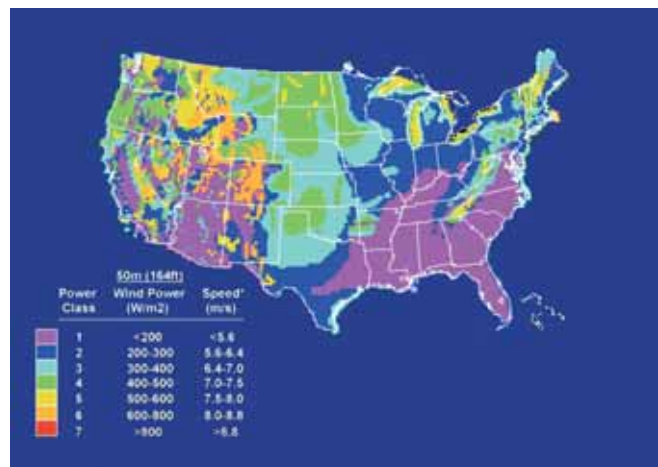 50m (164ft)
Power Wind Power Speed*
Class (W/m2) (m/s)
1 <200 <5.6
2 200-300 5.6-6.4
3 300-400 6.4-7.0
4 400-500 7.0-7.5
5 500-600 7.5-8.0
6 600-800 8.0-8.8
7 >800 >8.8